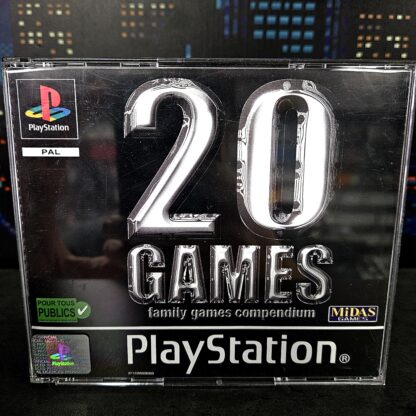 PlayStation
PAL
20
GAMES
family games compendium
POUR TOUS
PUBLICS
MiDAS
GAMES
PlayStation®